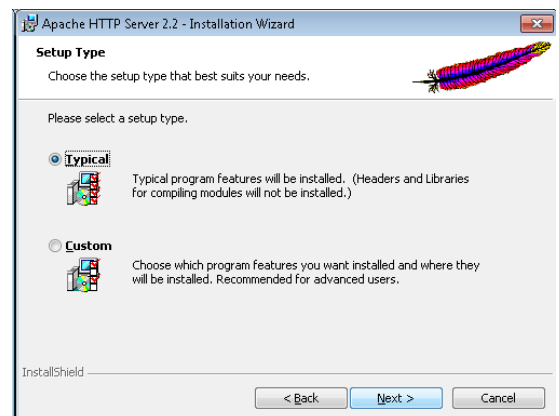 Apache HTTP Server 2.2 - Installation Wizard
Setup Type
Choose the setup type that best suits your needs.
Please select a setup type.
Typical
Typical program features will be installed. (Headers and Libraries
for compiling modules will not be installed.)
Custom
Choose which program features you want installed and where they
will be installed. Recommended for advanced users.
InstallShield
< Back
Next >
Cancel